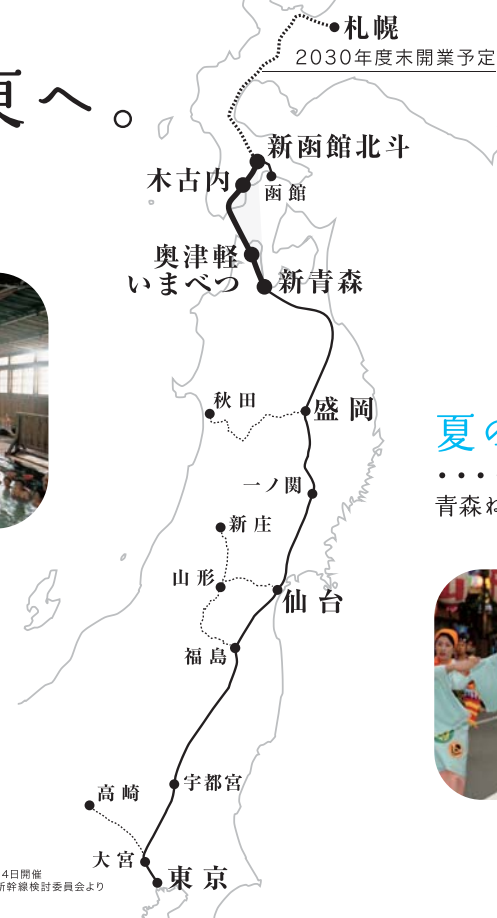 札幌
2030年度末開業予定
へ。
新函館北斗
木古内
函館
奥津軽
いまべつ
新青森
秋田
盛岡
夏の
一ノ関
青森ね
新庄
山形
仙台
福島
宇都宮
高崎
大宮
東京
4日開催
新幹線検討委員会より